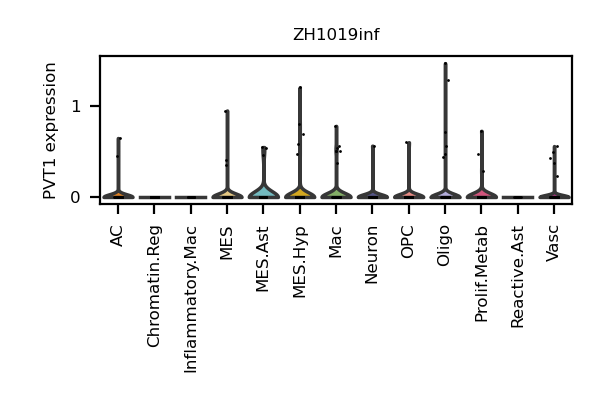 ZH1019inf
PVT1 expression
1
0
AC
Chromatin.Reg
Inflammatory.Mac
MES
MES.Ast
MES.Hyp
Mac
Neuron
OPC
Oligo
Prolif.Metab
Reactive.Ast
Vasc